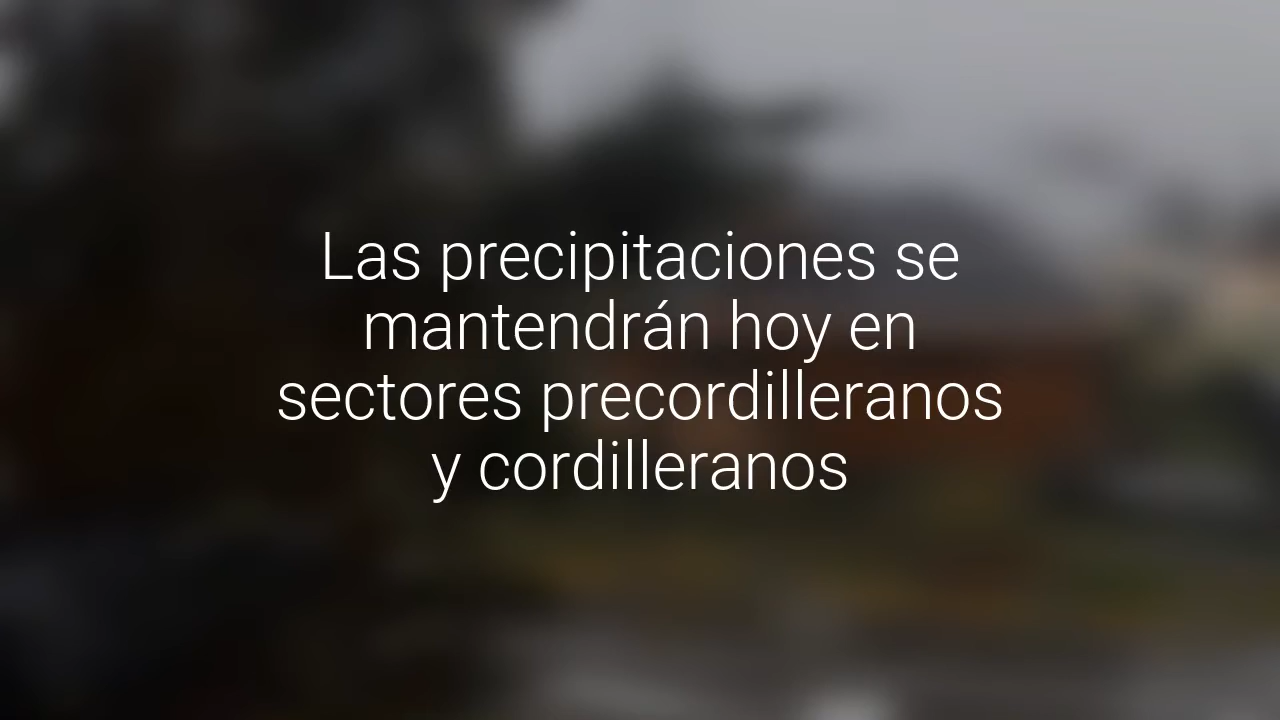 Las precipitaciones se
mantendrán hoy en
sectores precordilleranos
y cordilleranos